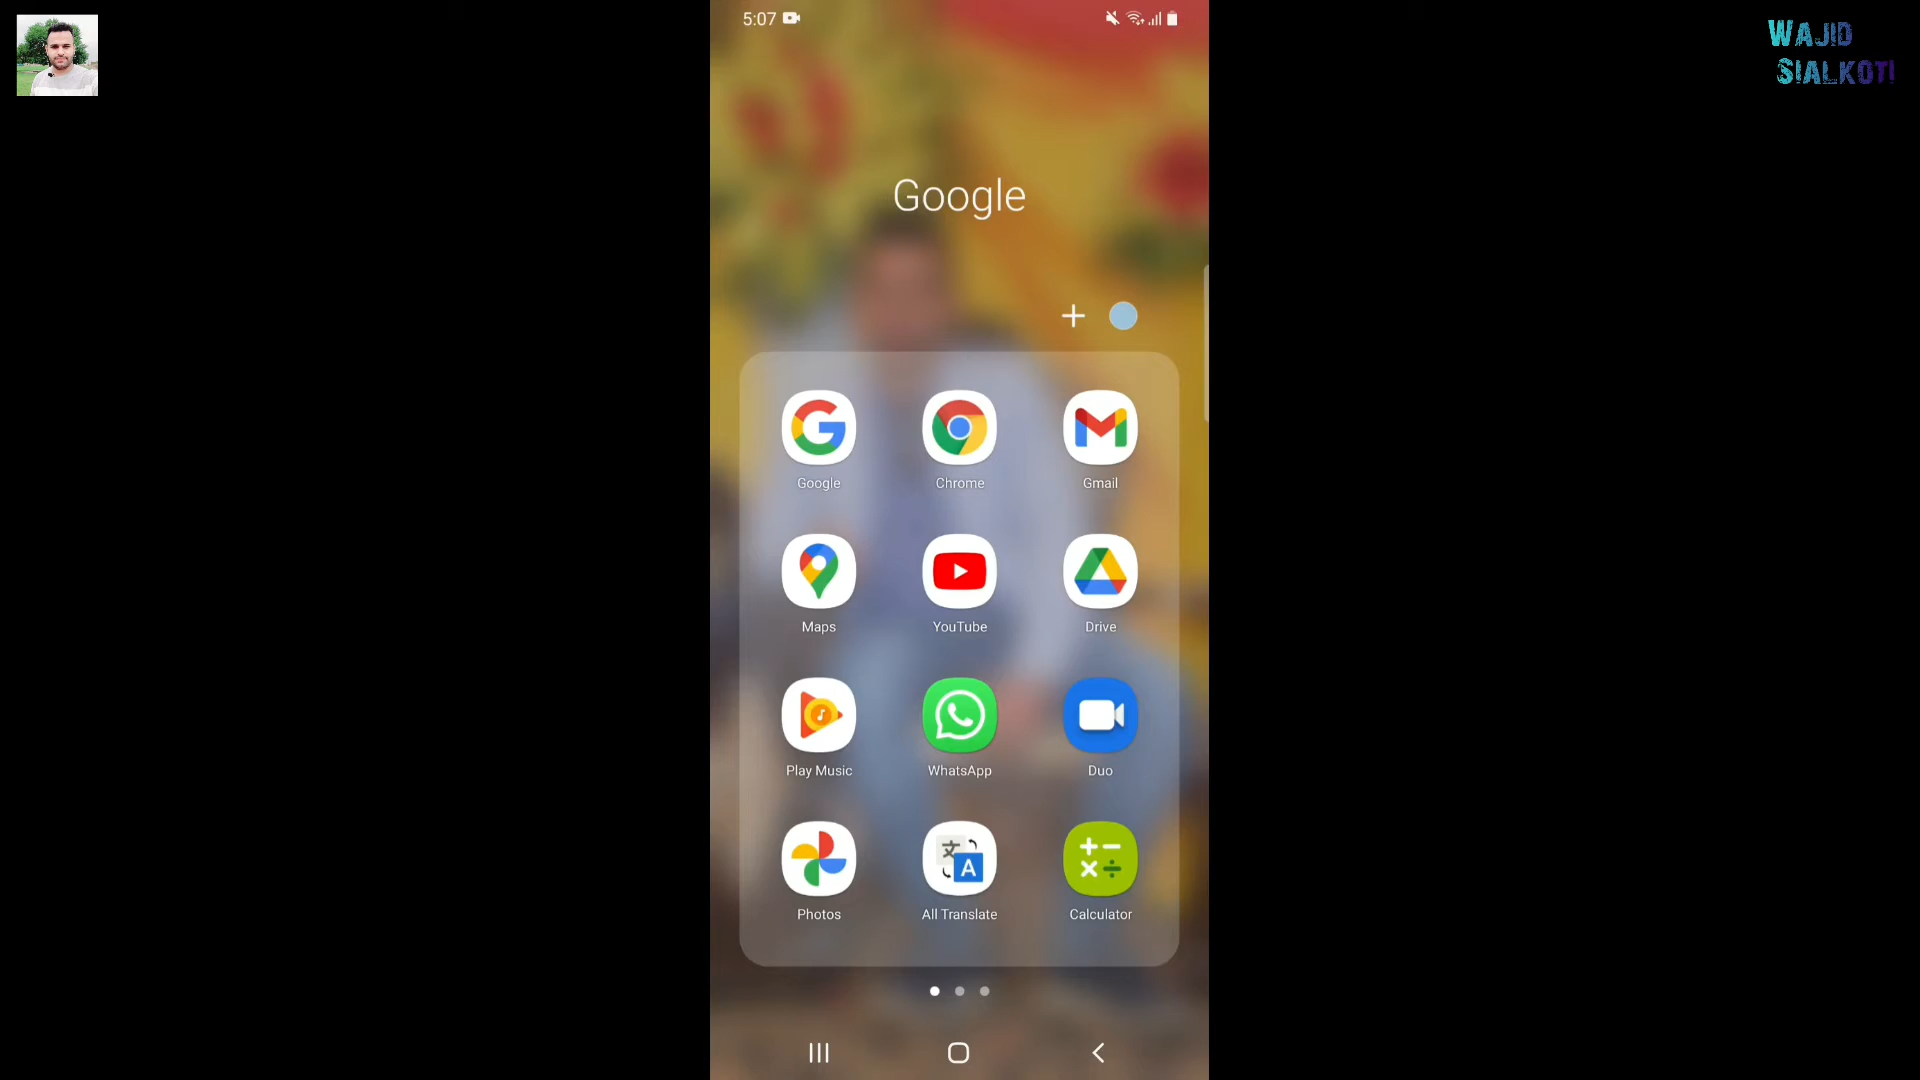 5:07
WAJID
SIALKOTI
Google
Google
Chrome
Gmail
Maps
YouTube
Drive
Play Music
WhatsApp
Duo
文
A
Photos
All Translate
Calculator